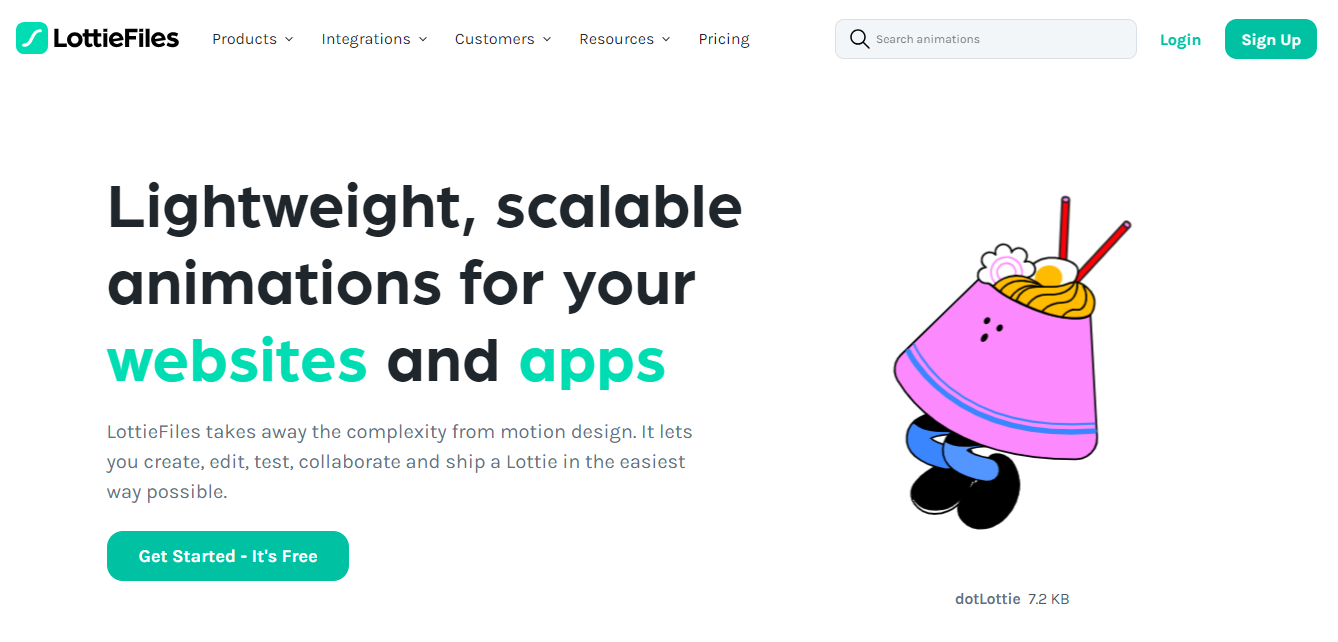 LottieFiles Products Integrations Customers Resources Pricing Search animations Login Sign Up
Lightweight, scalable
animations for your
websites and apps
LottieFiles takes away the complexity from motion design. It lets
you create, edit, test, collaborate and ship a Lottie in the easiest
way possible.
Get Started - It's Free
dotLottie 7.2 KB